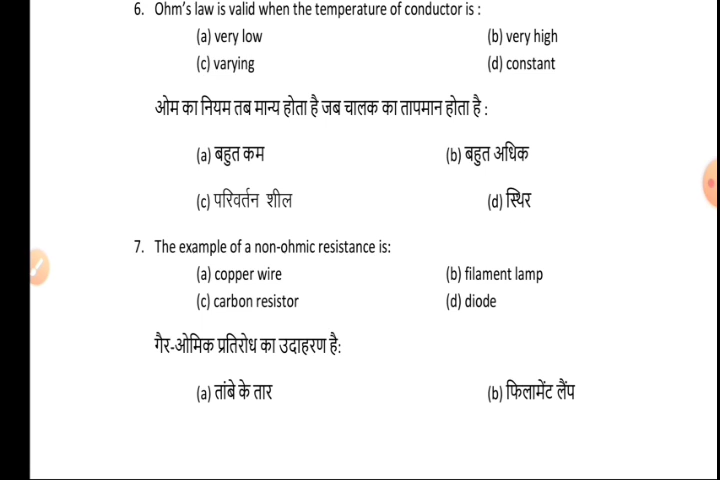 6. Ohm's law is valid when the temperature of conductor is :
(a) very low (b) very high
(c) varying (d) constant
ओम का नियम तब मान्य होता है जब चालक का तापमान होता है :
(a) बहुत कम (b) बहुत अधिक
(c) परिवर्तन शील (d) स्थिर
7. The example of a non-ohmic resistance is:
(a) copper wire (b) filament lamp
(c) carbon resistor (d) diode
गैर-ओमिक प्रतिरोध का उदाहरण है:
(a) तांबे के तार (b) फिलामेंट लैंप